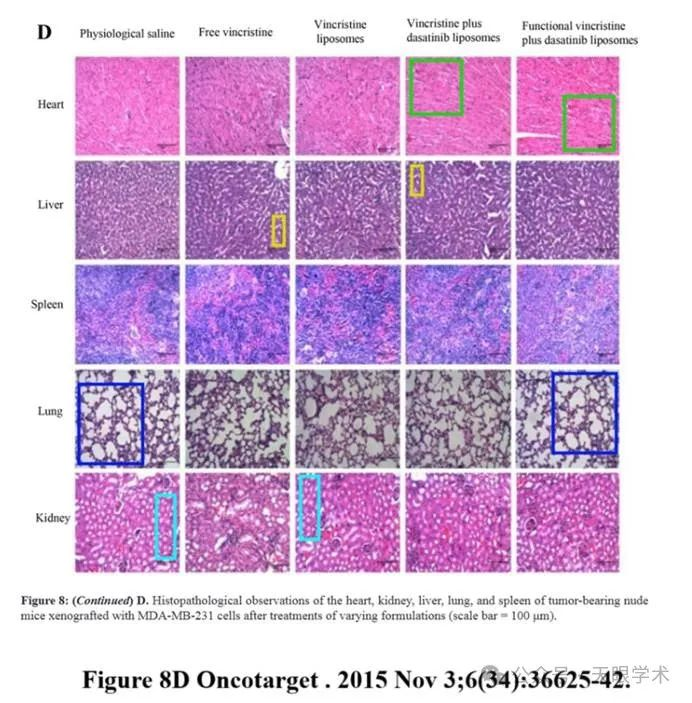 D
Physiological saline
Free vincristine
Vincristine
liposomes
Vincristine plus
dasatinib liposomes
Functional vincristine
plus dasatinib liposomes
Heart
Liver
Spleen
Lung
Kidney
Figure 8: (Continued) D. Histopathological observations of the heart, kidney, liver, lung, and spleen of tumor-bearing nude
mice xenografted with MDA-MB-231 cells after treatments of varying formulations (scale bar = 100 μm).
Figure 8D Oncotarget . 2015 Nov 3;6(34):36625-42.
公众号 · 无眼学术